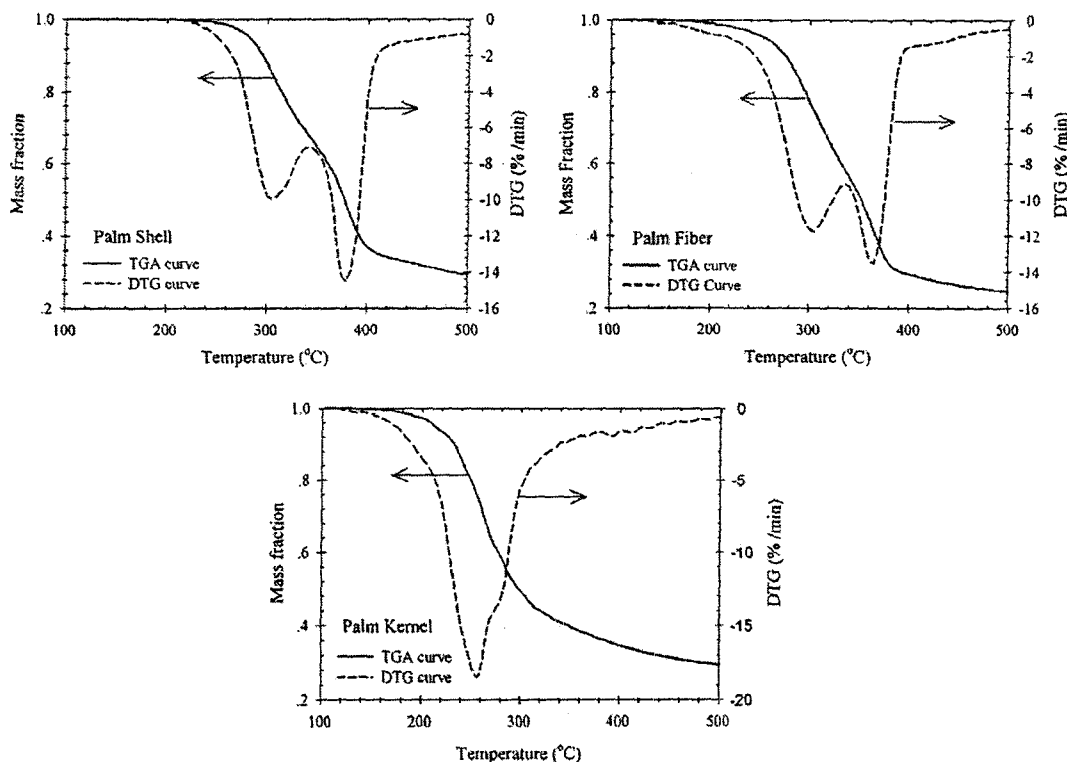 1.0
.8
.6
.4
.2
Mass fraction
0
-2
-4
-6
-8
-10
-12
-14
-16
DTG (% /min)
Palm Shell
TGA curve
DTG curve
100
200
300
400
500
Temperature (°C)
1.0
.8
.6
.4
.2
Mass Fraction
0
-2
-4
-6
-8
-10
-12
-14
-16
DTG (% /min)
Palm Fiber
TGA curve
DTG Curve
100
200
300
400
500
Temperature (°C)
1.0
.8
.6
.4
.2
Mass fraction
0
-5
-10
-15
-20
DTG (% /min)
Palm Kernel
TGA curve
DTG curve
100
200
300
400
500
Temperature (°C)